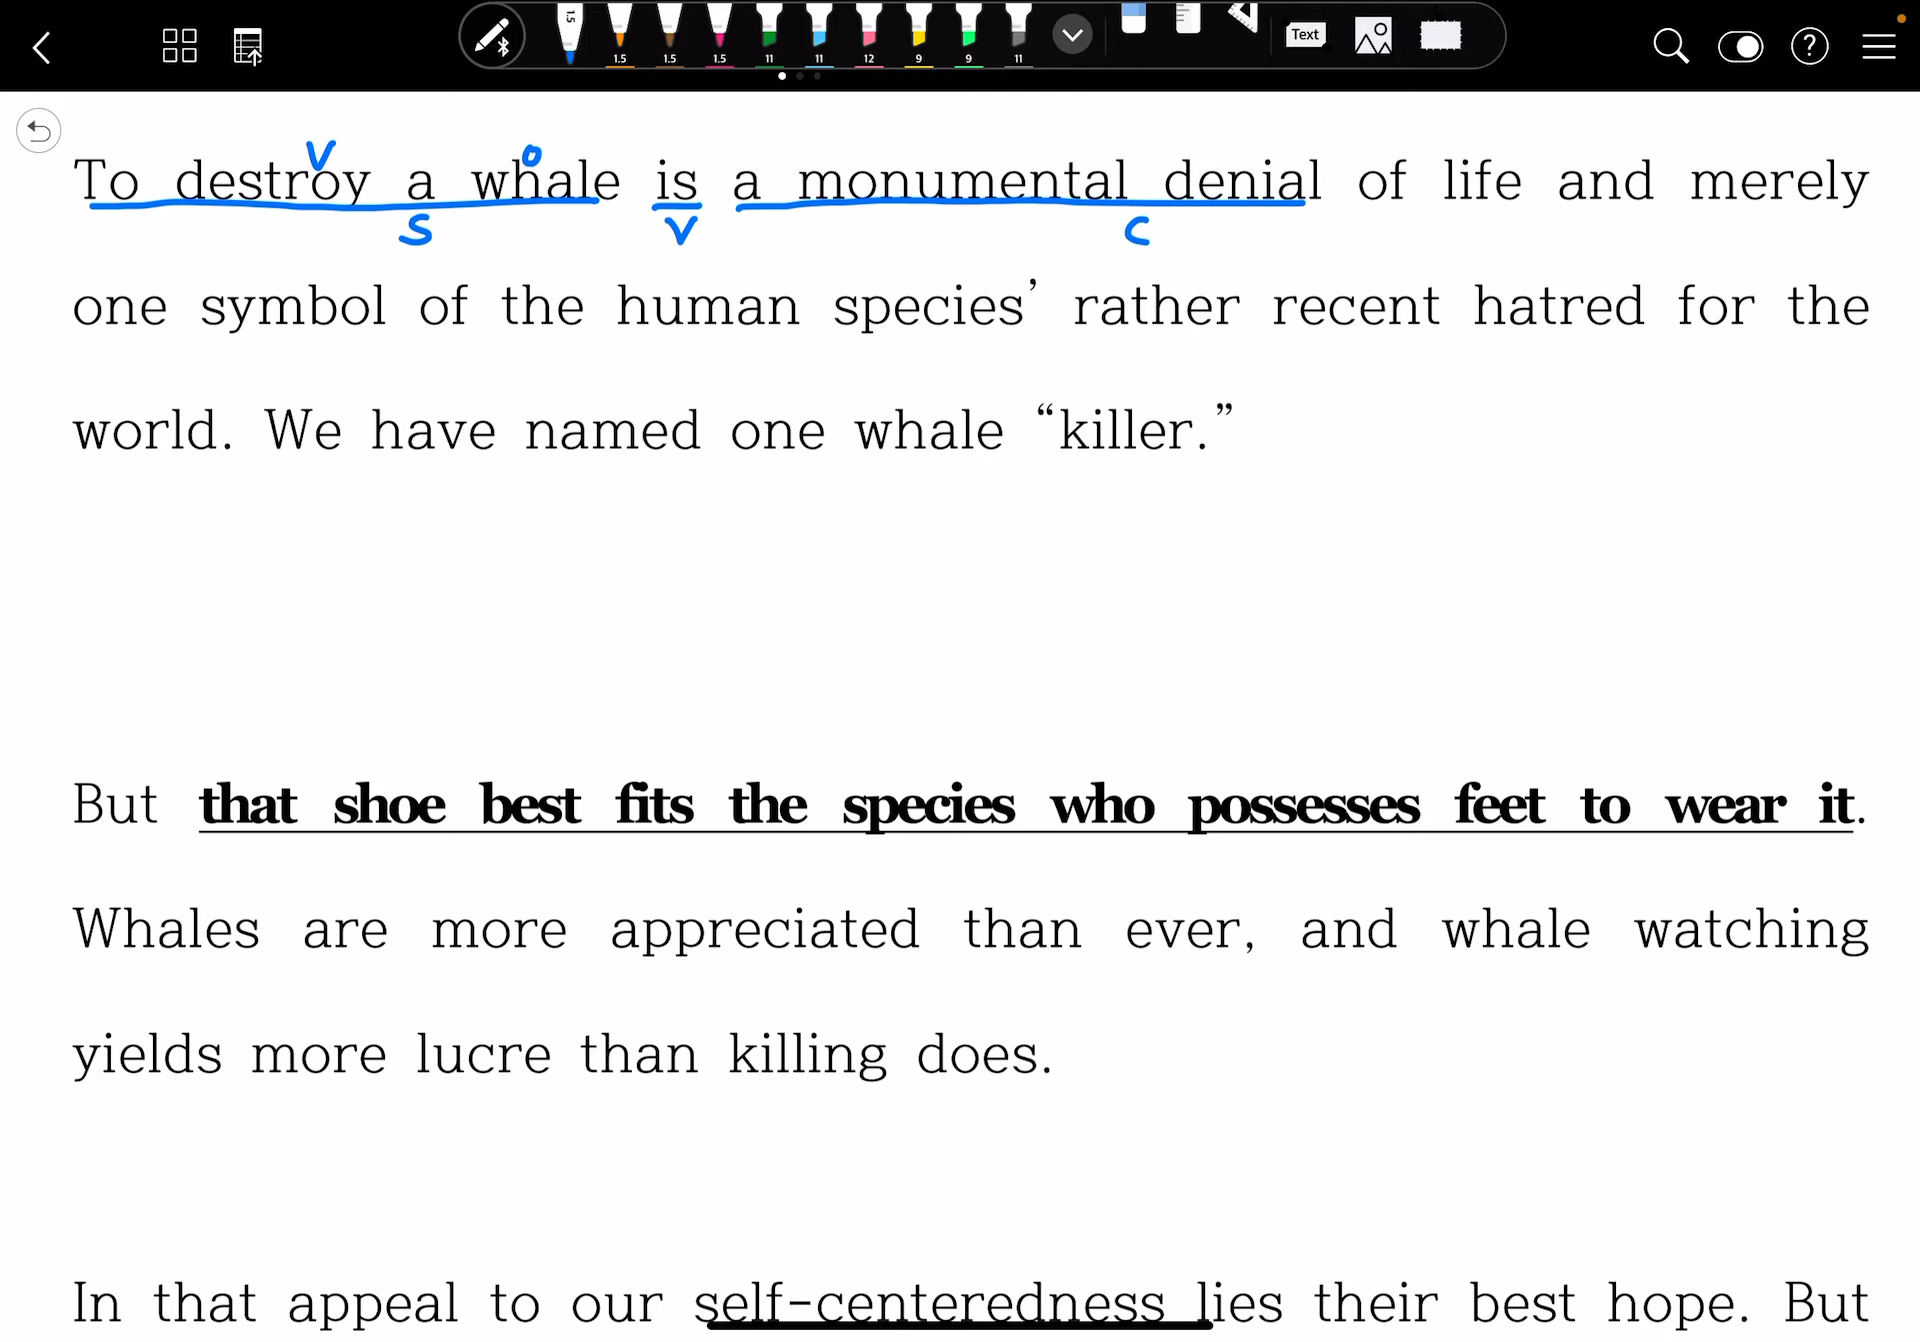 1.5 1.5 1.5 1.5 11 11 12 9 9 11 Text ?
V O
To destroy a whale is a monumental denial of life and merely
S V C
one symbol of the human species’ rather recent hatred for the
world. We have named one whale “killer.”
But that shoe best fits the species who possesses feet to wear it.
Whales are more appreciated than ever, and whale watching
yields more lucre than killing does.
In that appeal to our self-centeredness lies their best hope. But